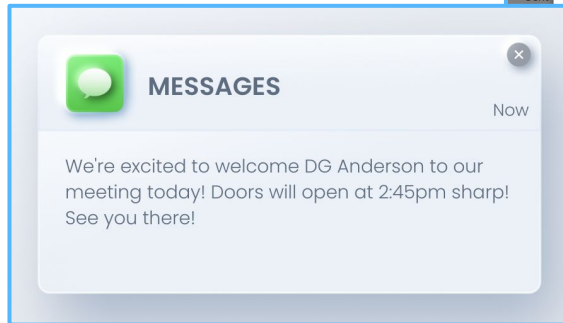 MESSAGES
Now
We're excited to welcome DG Anderson to our
meeting today! Doors will open at 2:45pm sharp!
See you there!